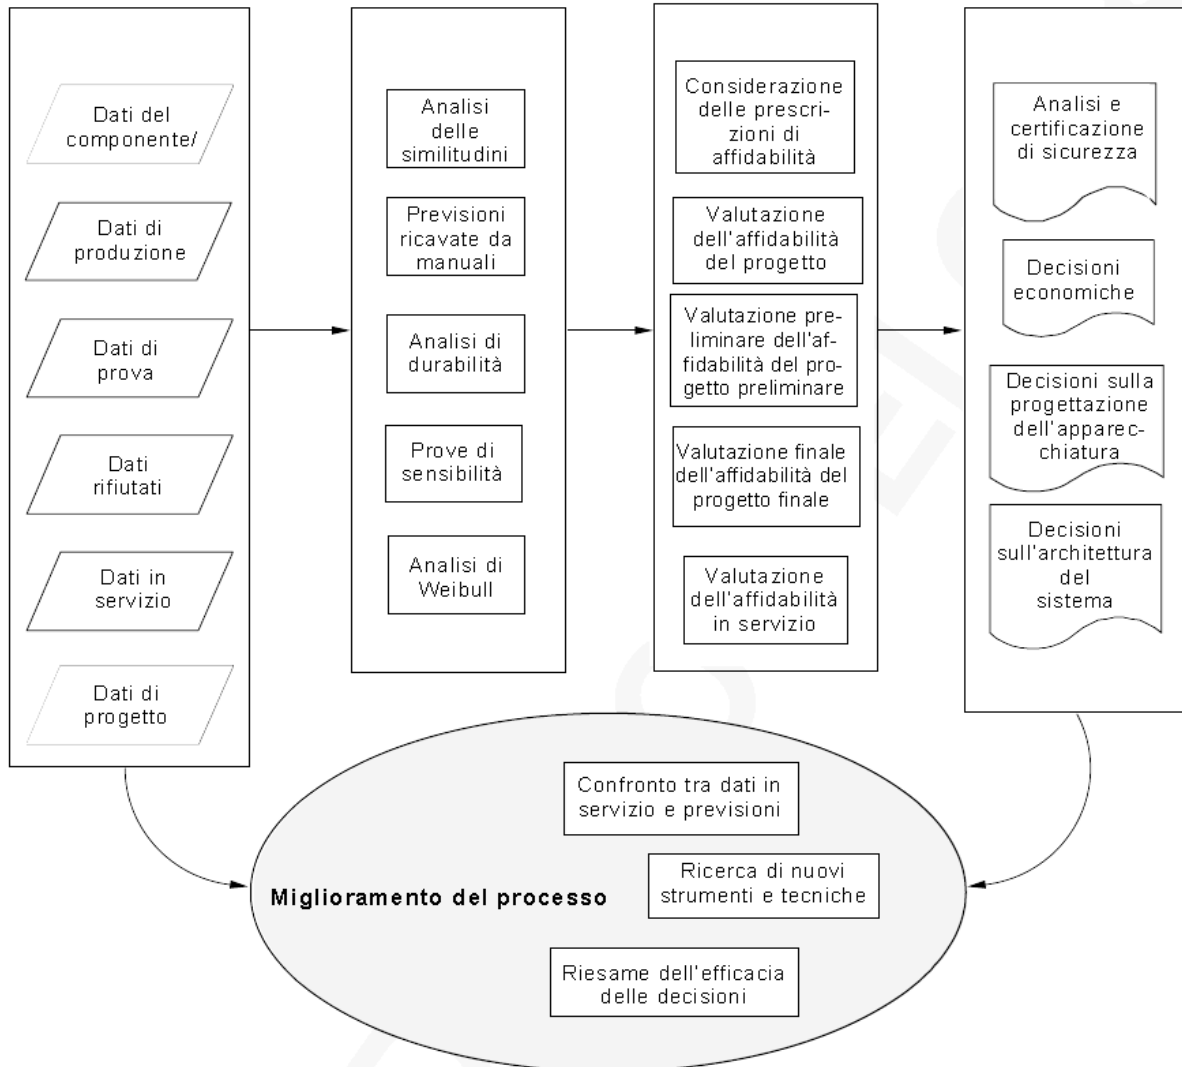 Dati del
componente/
Dati di
produzione
Dati di
prova
Dati
rifiutati
Dati in
servizio
Dati di
progetto
Analisi
delle
similitudini
Previsioni
ricavate da
manuali
Analisi di
durabilità
Prove di
sensibilità
Analisi di
Weibull
Considerazione
delle prescri-
zioni di
affidabilità
Valutazione
dell'affidabilità
del progetto
Valutazione pre-
liminare dell'af-
fidabilità del pro-
getto preliminare
Valutazione finale
dell'affidabilità del
progetto finale
Valutazione
dell'affidabilità
in servizio
Analisi e
certificazione
di sicurezza
Decisioni
economiche
Decisioni sulla
progettazione
dell'apparec-
chiatura
Decisioni
sull'architettura
del
sistema
Miglioramento del processo
Confronto tra dati in
servizio e previsioni
Ricerca di nuovi
strumenti e tecniche
Riesame dell'efficacia
delle decisioni